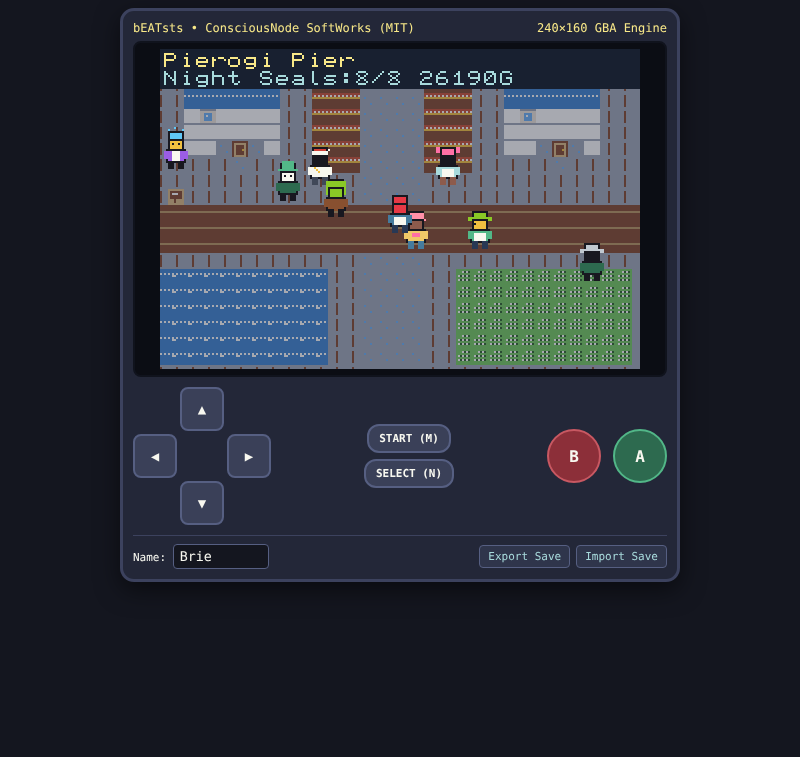 bEATsts • ConsciousNode SoftWorks (MIT)
240×160 GBA Engine
Pierogi Pier
Night Seals:8/8 26190G
START (M)
SELECT (N)
B
A
Name: Brie
Export Save
Import Save